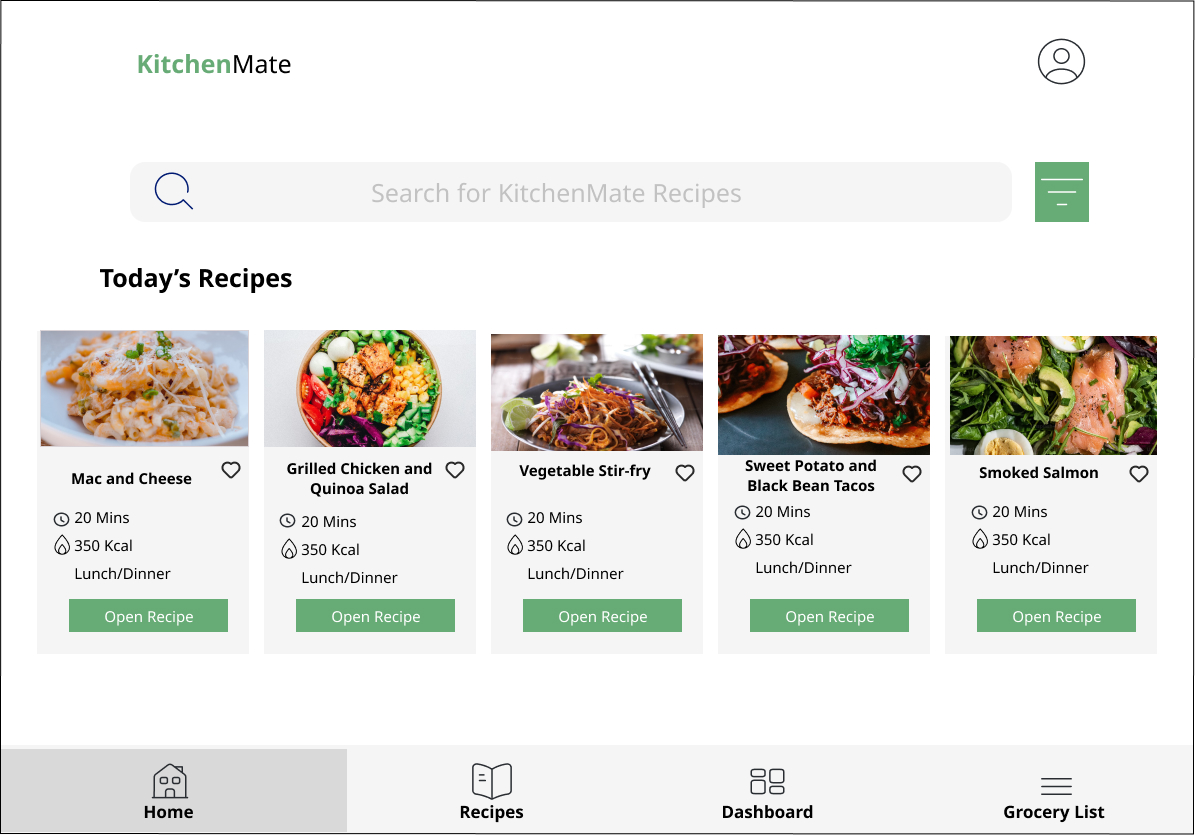 KitchenMate
Search for KitchenMate Recipes
Today’s Recipes
Mac and Cheese
20 Mins
350 Kcal
Lunch/Dinner
Open Recipe
Grilled Chicken and
Quinoa Salad
20 Mins
350 Kcal
Lunch/Dinner
Open Recipe
Vegetable Stir-fry
20 Mins
350 Kcal
Lunch/Dinner
Open Recipe
Sweet Potato and
Black Bean Tacos
20 Mins
350 Kcal
Lunch/Dinner
Open Recipe
Smoked Salmon
20 Mins
350 Kcal
Lunch/Dinner
Open Recipe
Home
Recipes
Dashboard
Grocery List